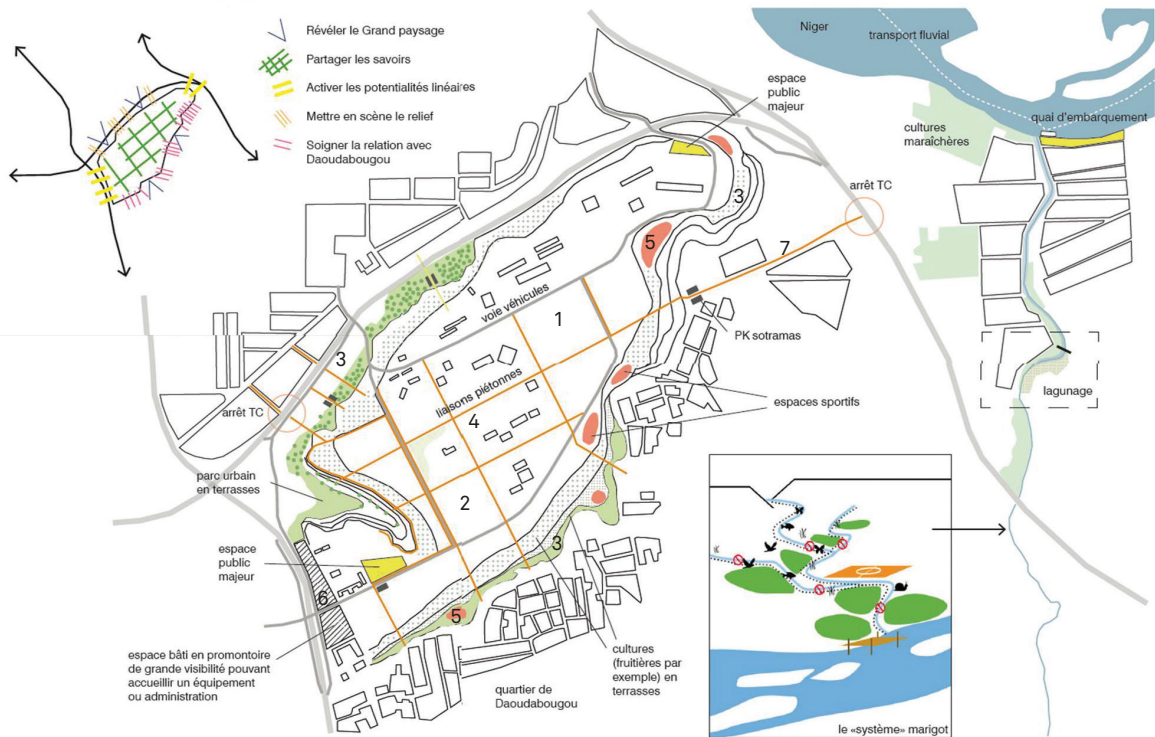 Révéler le Grand paysage
Partager les savoirs
Activer les potentialités linéaires
Mettre en scène le relief
Soigner la relation avec
Daoudabougou
Niger
transport fluvial
espace
public
majeur
cultures
maraîchères
quai d'embarquement
arrêt TC
3
5
7
1
voie véhicules
PK sotramas
3
liaisons piétonnes
4
arrêt TC
espaces sportifs
lagunage
parc urbain
en terrasses
2
espace
public
majeur
3
6
5
espace bâti en promontoire
de grande visibilité pouvant
accueillir un équipement
ou administration
cultures
(fruitières par
exemple) en
terrasses
quartier de
Daoudabougou
le «système» marigot